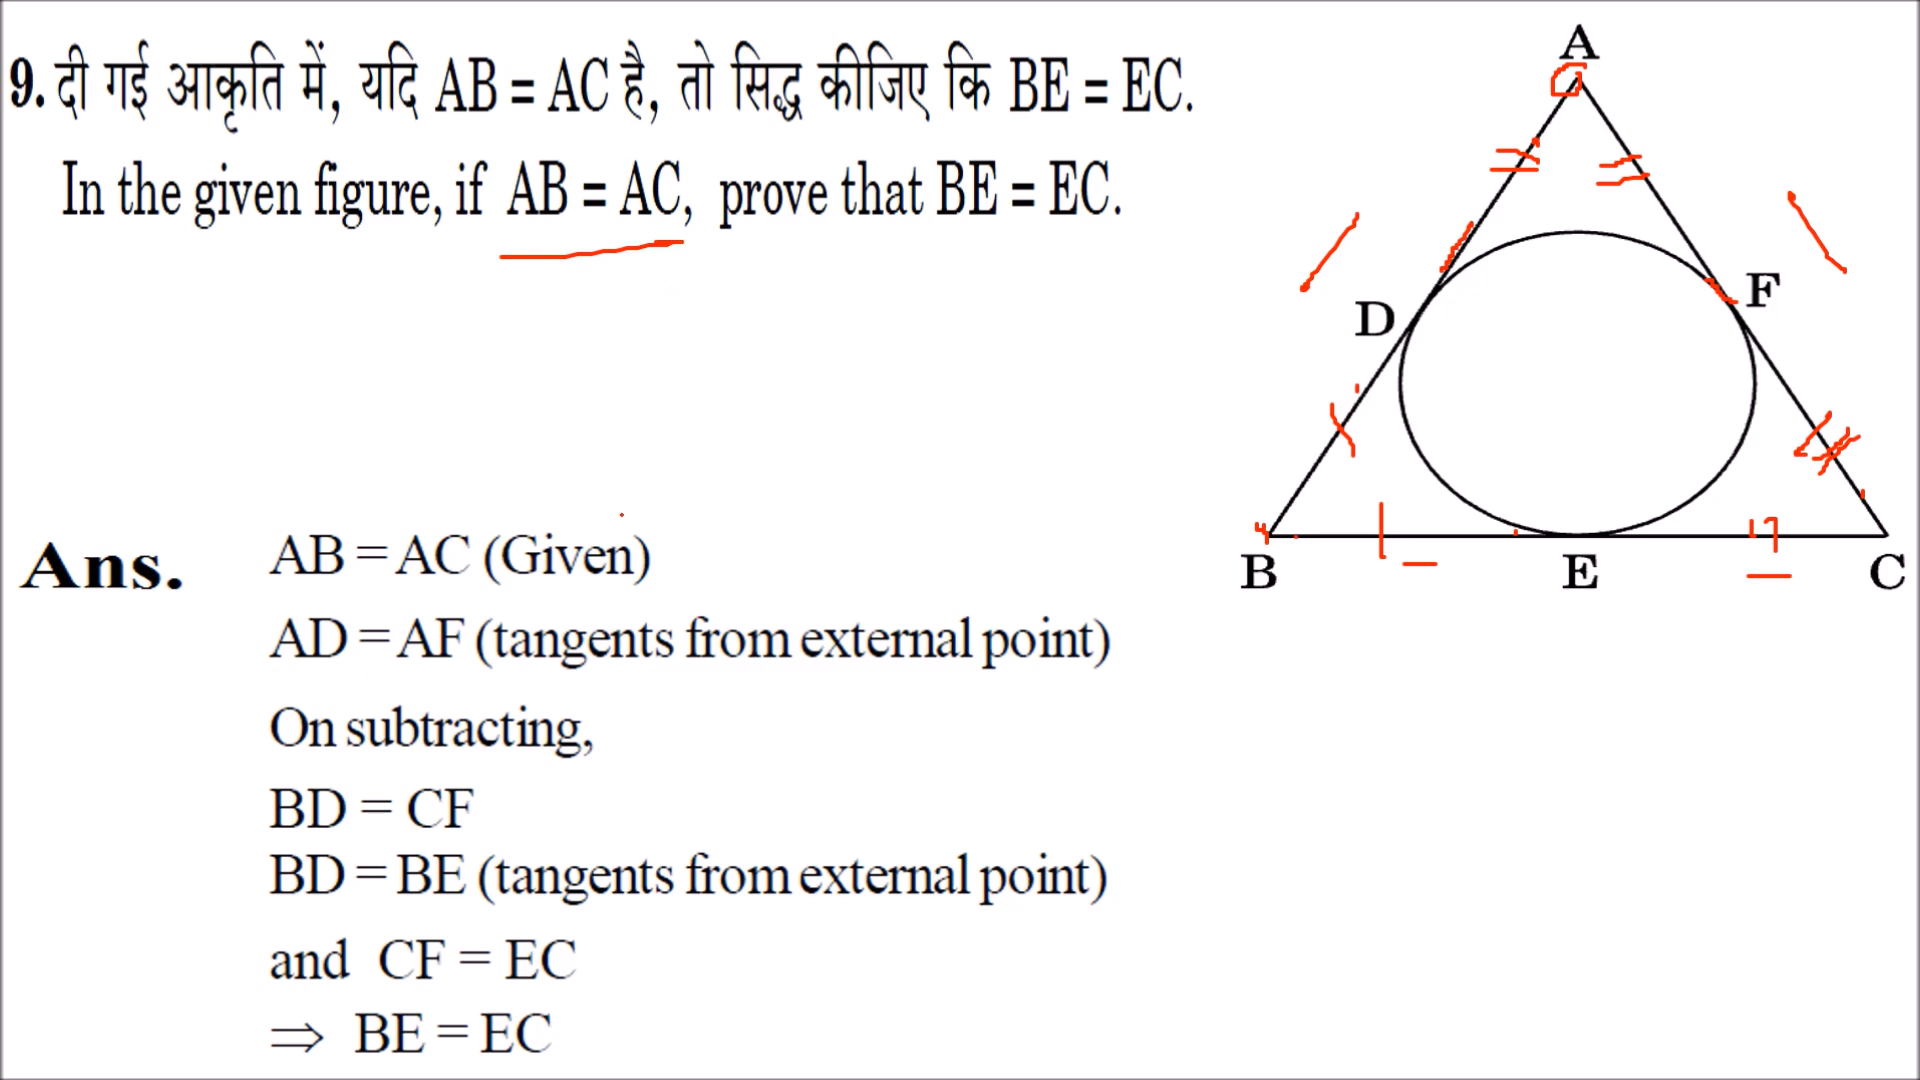 9. दी गई आकृति में, यदि AB = AC है, तो सिद्ध कीजिए कि BE = EC.
In the given figure, if AB = AC, prove that BE = EC.
A
D
F
B
E
C
Ans.
AB = AC (Given)
AD = AF (tangents from external point)
On subtracting,
BD = CF
BD = BE (tangents from external point)
and CF = EC
⇒ BE = EC